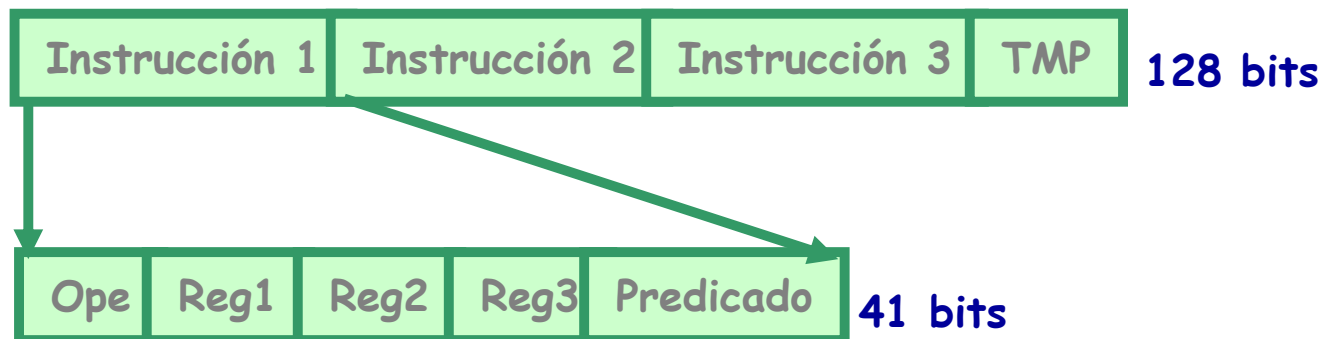 Instrucción 1 Instrucción 2 Instrucción 3 TMP 128 bits
Ope Reg1 Reg2 Reg3 Predicado 41 bits